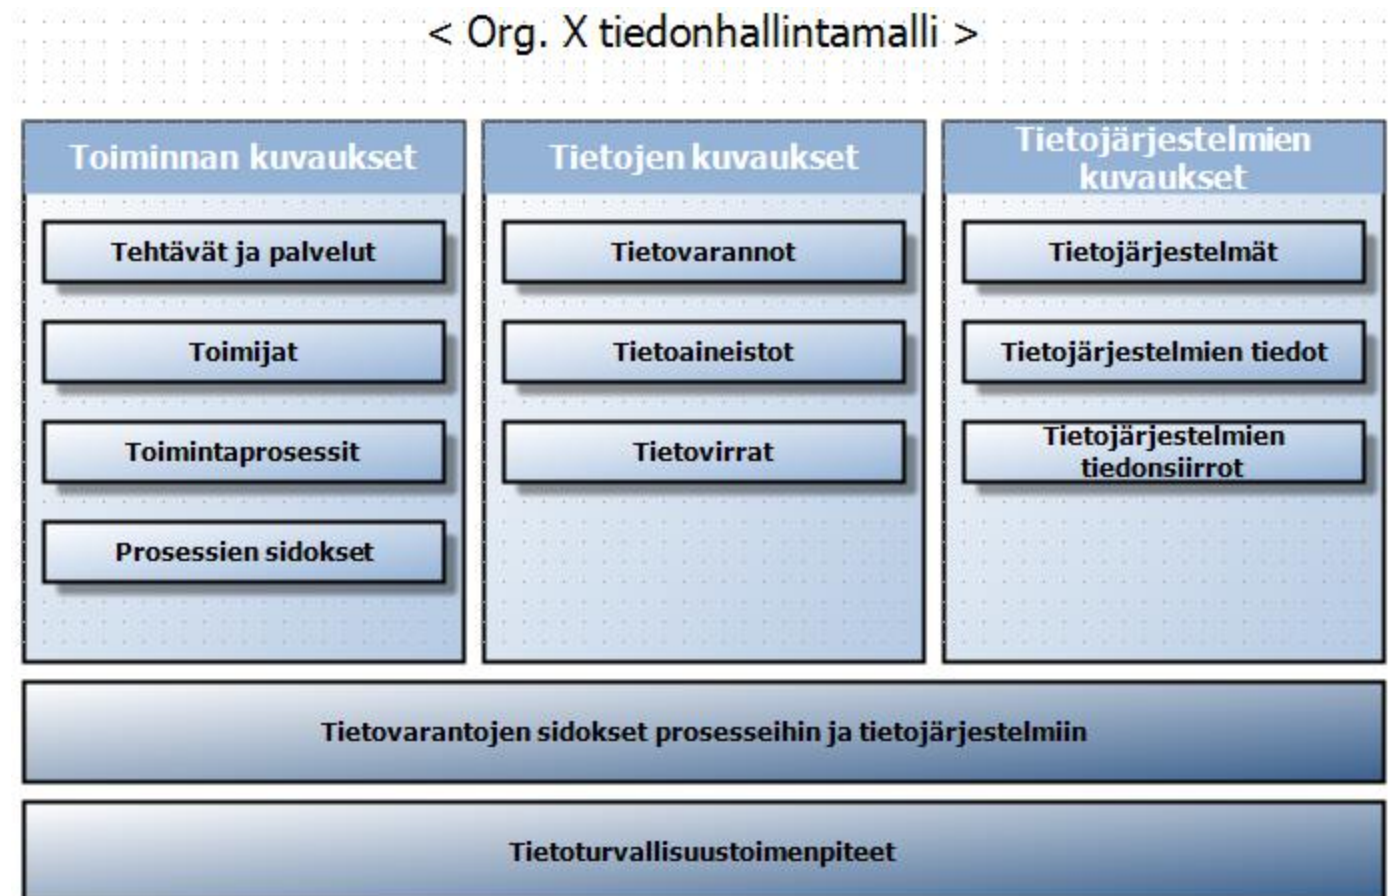 < Org. X tiedonhallintamalli >
Toiminnan kuvaukset
Tehtävät ja palvelut
Toimijat
Toimintaprosessit
Prosessien sidokset
Tietojen kuvaukset
Tietovarannot
Tietoaineistot
Tietovirrat
Tietojärjestelmien
kuvaukset
Tietojärjestelmät
Tietojärjestelmien tiedot
Tietojärjestelmien
tiedonsiirrot
Tietovarantojen sidokset prosesseihin ja tietojärjestelmiin
Tietoturvallisuustoimenpiteet